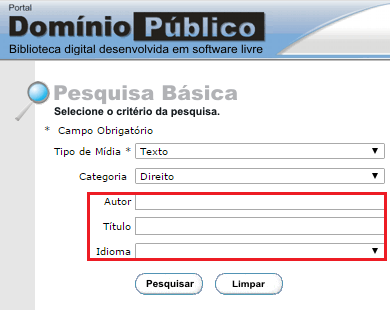 Portal
Domínio Público
Biblioteca digital desenvolvida em software livre
Pesquisa Básica
Selecione o critério da pesquisa.
* Campo Obrigatório
Tipo de Mídia * Texto
Categoria Direito
Autor
Título
Idioma
Pesquisar Limpar